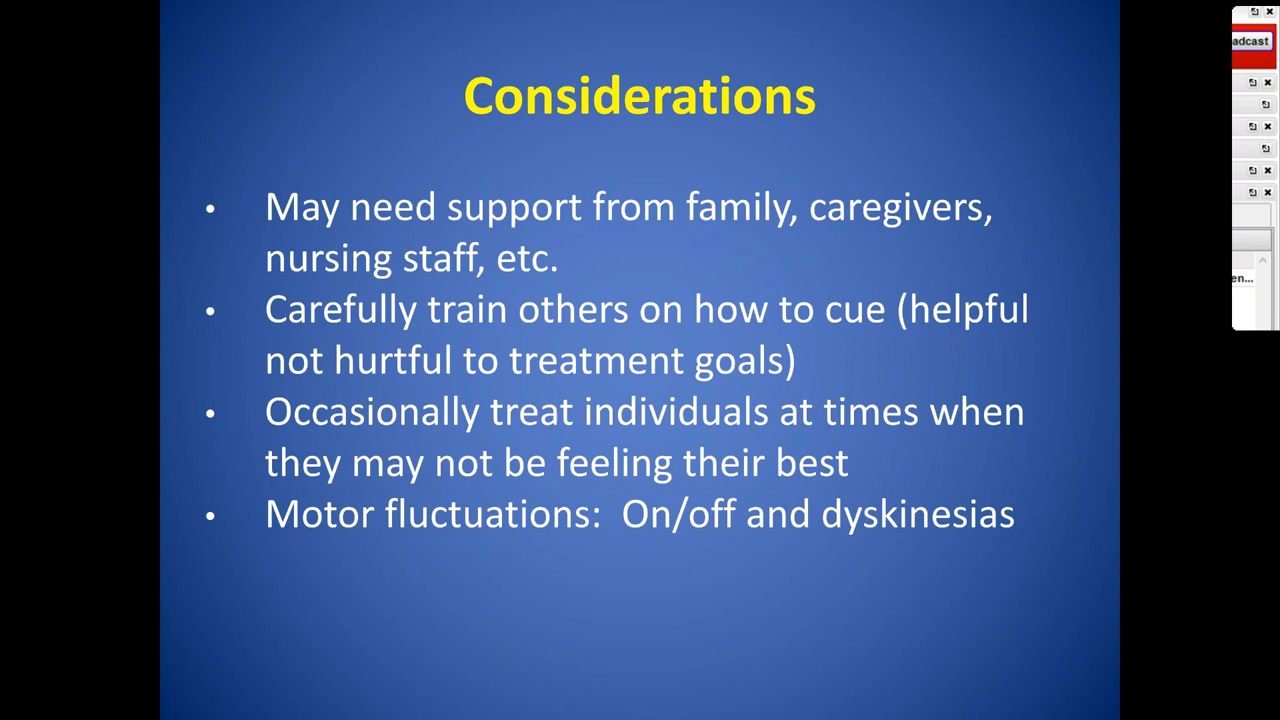 Considerations
• May need support from family, caregivers,
nursing staff, etc.
• Carefully train others on how to cue (helpful
not hurtful to treatment goals)
• Occasionally treat individuals at times when
they may not be feeling their best
• Motor fluctuations: On/off and dyskinesias
adcast
en...